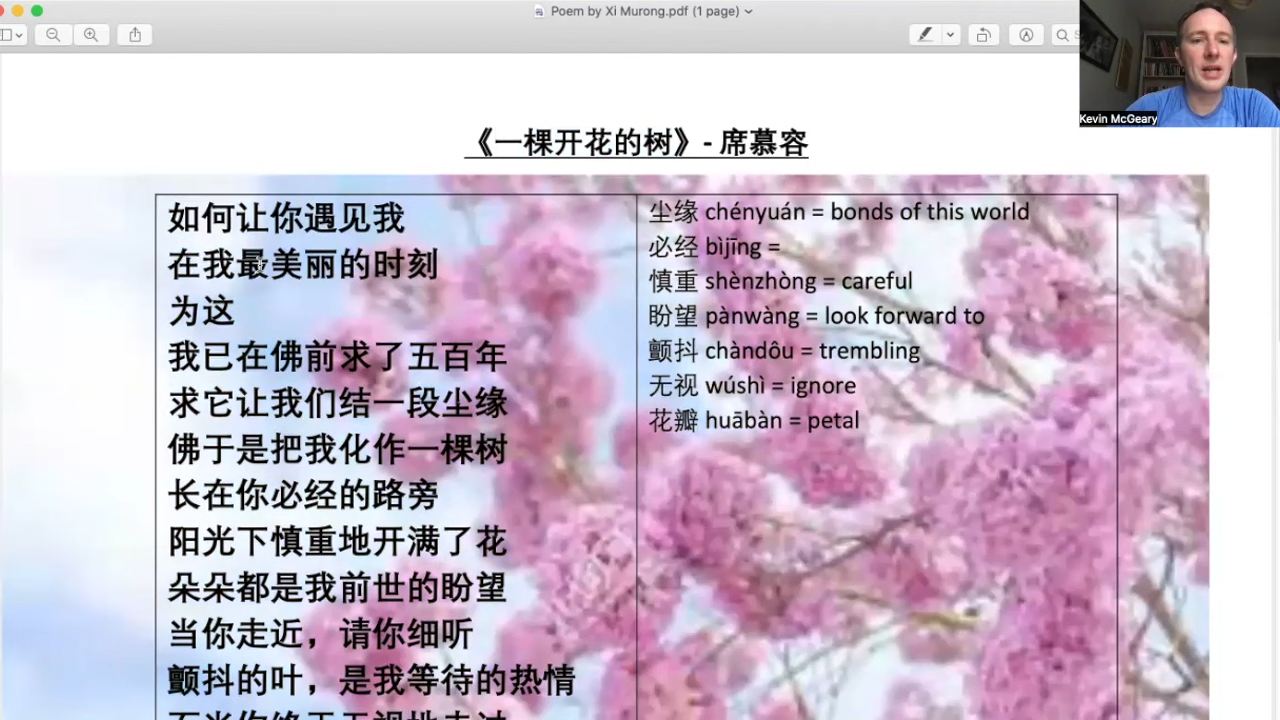 Poem by Xi Murong.pdf (1 page)
Kevin McGeary
《一棵开花的树》- 席慕容
如何让你遇见我
在我最美丽的时刻
为这
我已在佛前求了五百年
求它让我们结一段尘缘
佛于是把我化作一棵树
长在你必经的路旁
阳光下慎重地开满了花
朵朵都是我前世的盼望
当你走近，请你细听
颤抖的叶，是我等待的热情
尘缘 chényuán = bonds of this world
必经 bìjīng =
慎重 shènzhòng = careful
盼望 pànwàng = look forward to
颤抖 chàndôu = trembling
无视 wúshì = ignore
花瓣 huābàn = petal